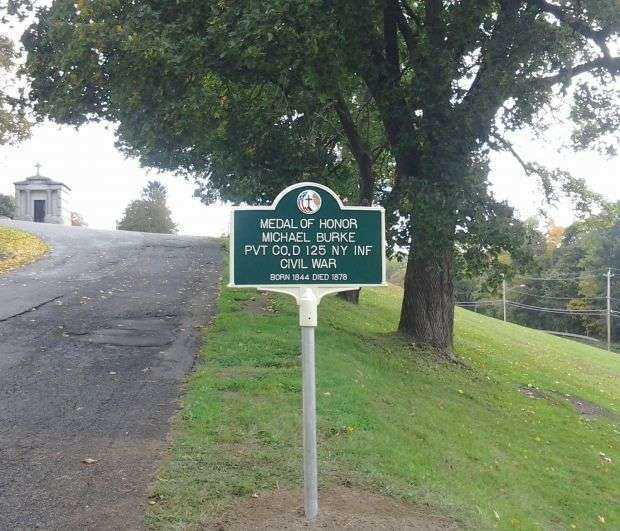 MEDAL OF HONOR
MICHAEL BURKE
PVT CO,D 125 NY INF
CIVIL WAR
BORN 1844 DIED 1878